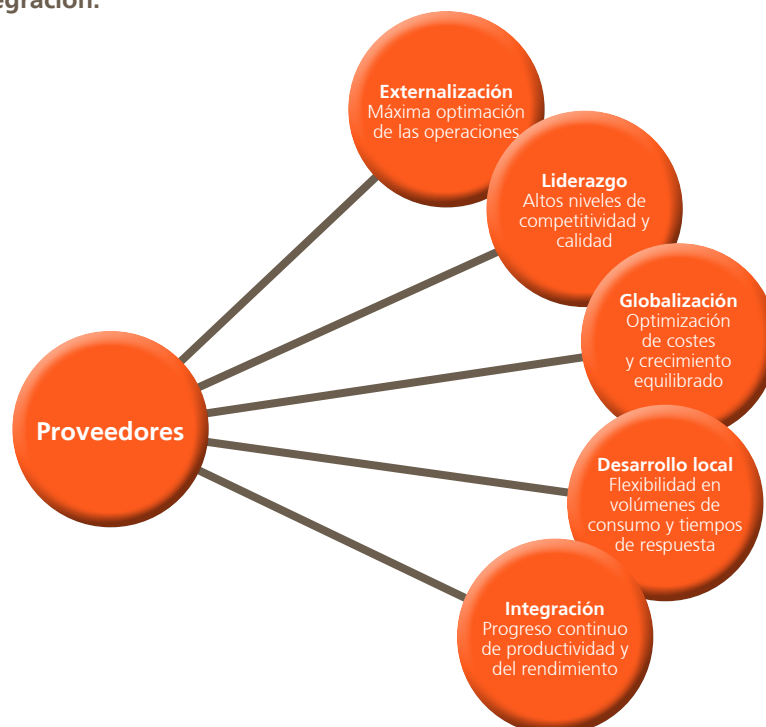 egración.
Externalización
Máxima optimación
de las operaciones
Liderazgo
Altos niveles de
competitividad y
calidad
Globalización
Optimización
de costes
y crecimiento
equilibrado
Proveedores
Desarrollo local
Flexibilidad en
volúmenes de
consumo y tiempos
de respuesta
Integración
Progreso continuo
de productividad y
del rendimiento